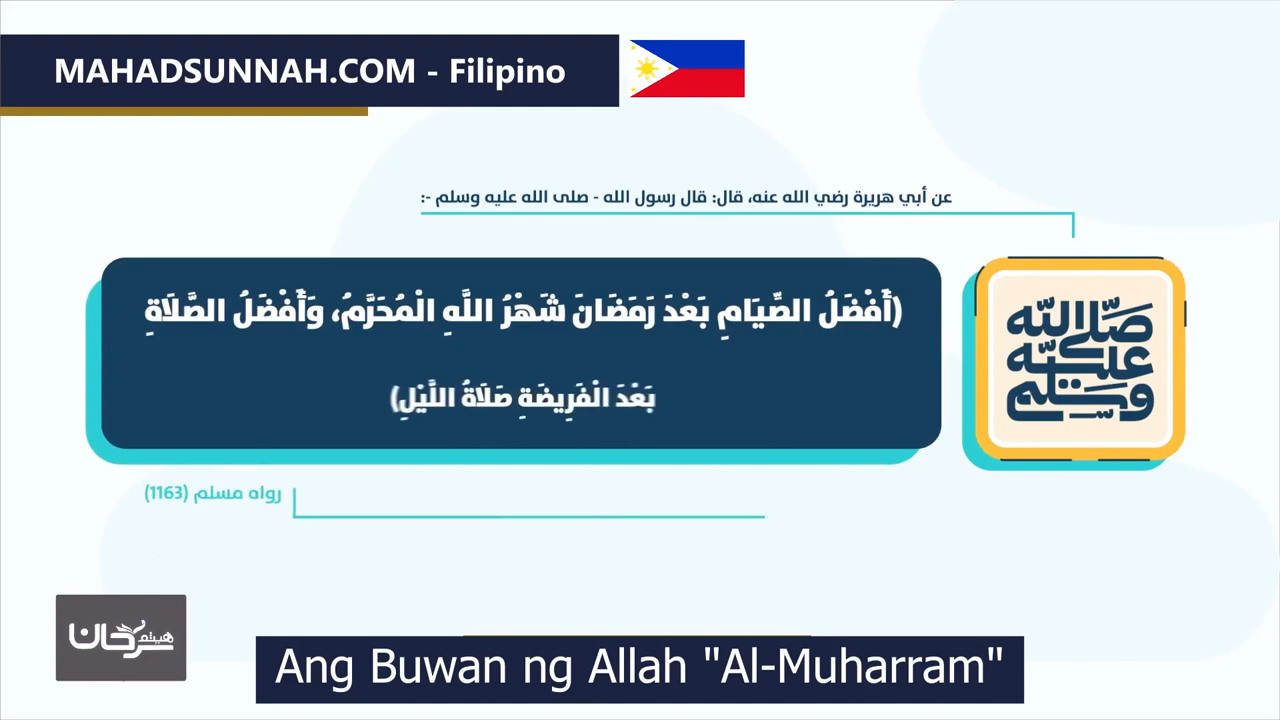 MAHADSUNNAH.COM - Filipino
عن أبي هريرة رضي الله عنه، قال: قال رسول الله - صلى الله عليه وسلم -:
(أَفْضَلُ الصِّيَامِ بَعْدَ رَمَضَانَ شَهْرُ اللَّهِ الْمُحَرَّمُ، وَأَفْضَلُ الصَّلَاةِ
بَعْدَ الْفَرِيضَةِ صَلَاةُ اللَّيْلِ)
صلى الله
عليه
وسلم
رواه مسلم (1163)
هيتم
سرحان
Ang Buwan ng Allah "Al-Muharram"